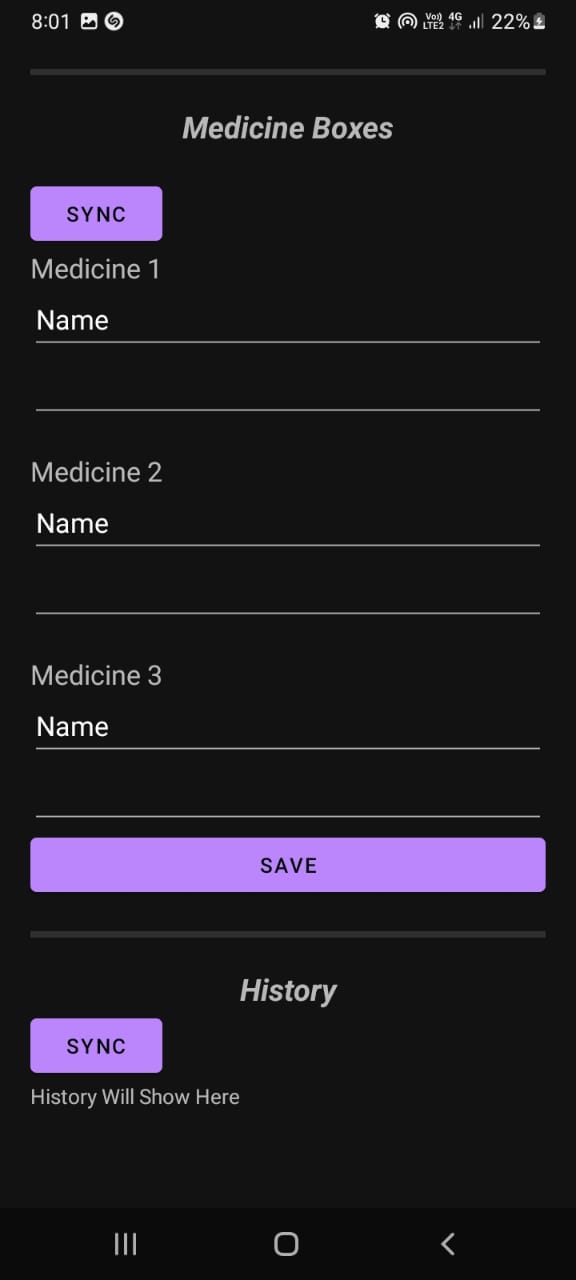 8:01 Vo) LTE2 4G 22%
Medicine Boxes
SYNC
Medicine 1
Name
Medicine 2
Name
Medicine 3
Name
SAVE
History
SYNC
History Will Show Here